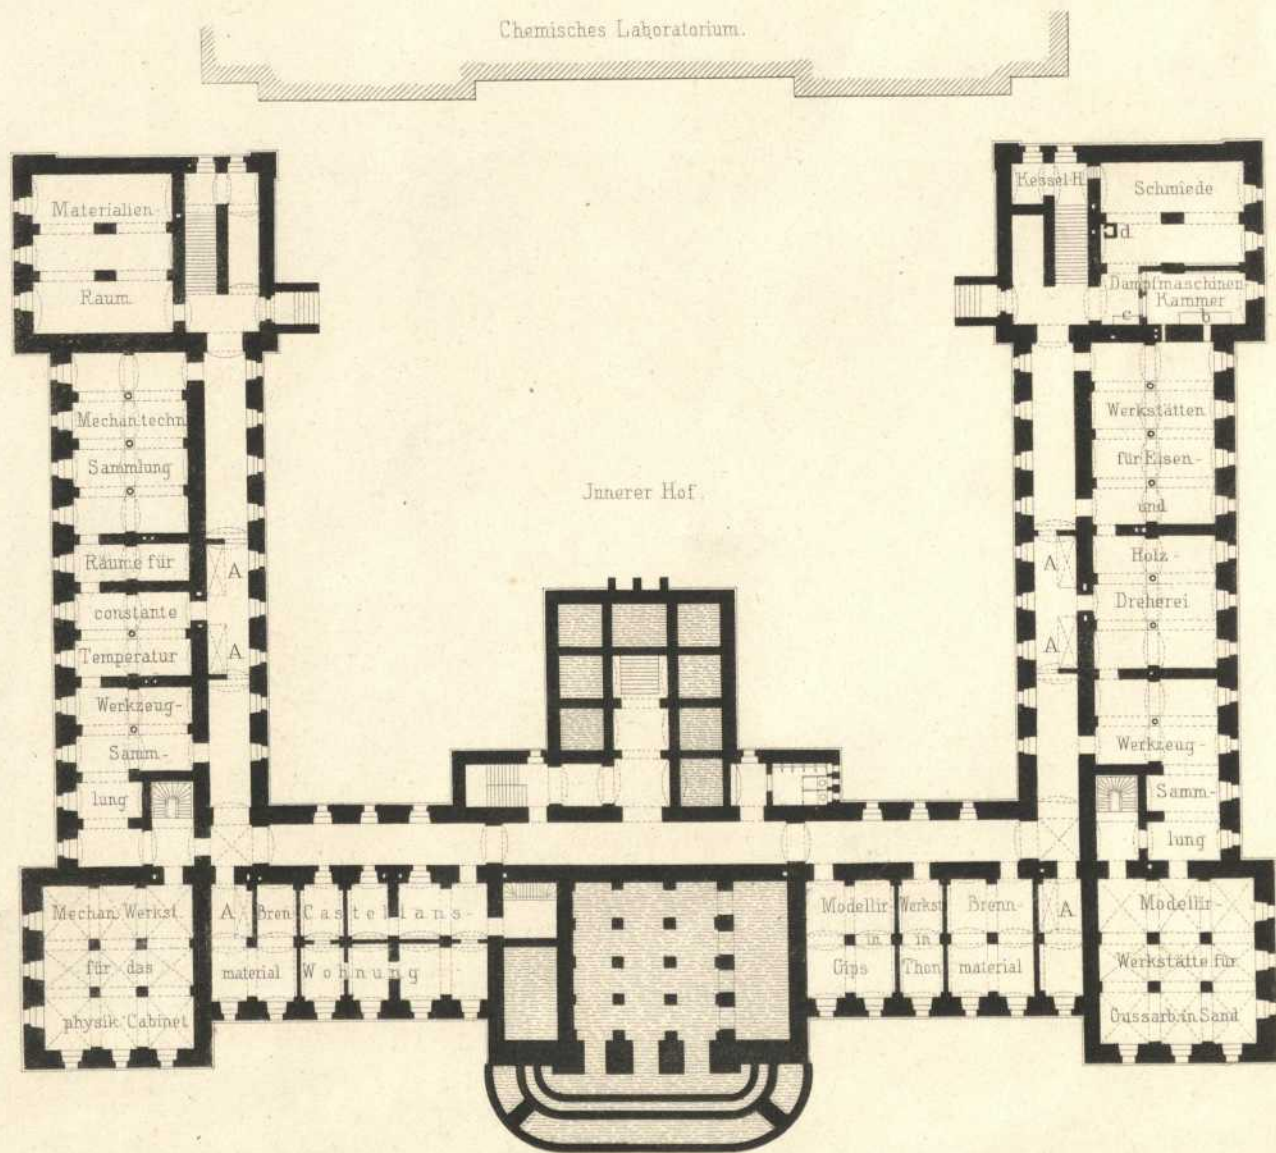 Chemisches Laboratorium.
Materialien-
Raum.
Kessel-H.
Schmiede
d.
Dampfmaschinen
Kammer
c
b
Mechan. techn.
Sammlung
Räume für
constante
Temperatur
Werkzeug-
Samm-
lung
A
A
Innerer Hof.
A
A
Werkstätten
für Eisen-
und
Holz-
Dreherei
Werkzeug-
Samm-
lung
Mechan. Werkst.
für das
physik. Cabinet
A
Bren
material
Castellans-
Wohnung
Modellir-
in
Gips
Werkst
in
Thon
Brenn-
material
A
Modellir-
Werkstätte für
Gussarb. in Sand